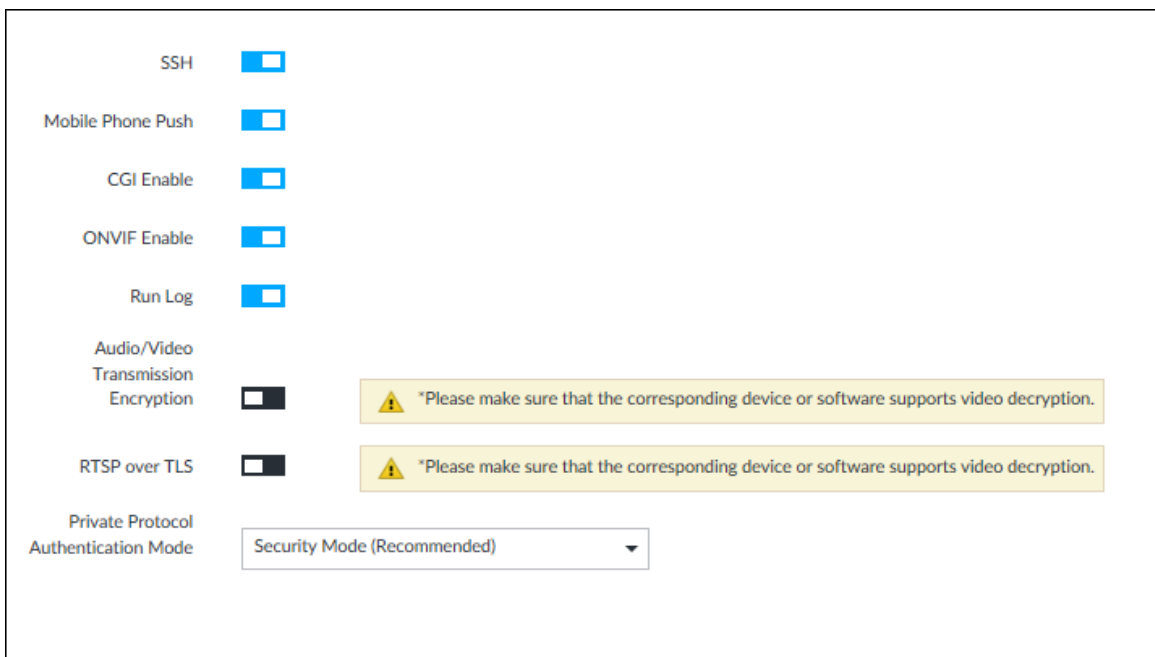 SSH
Mobile Phone Push
CGI Enable
ONVIF Enable
Run Log
Audio/Video
Transmission
Encryption
*Please make sure that the corresponding device or software supports video decryption.
RTSP over TLS
*Please make sure that the corresponding device or software supports video decryption.
Private Protocol
Authentication Mode
Security Mode (Recommended)